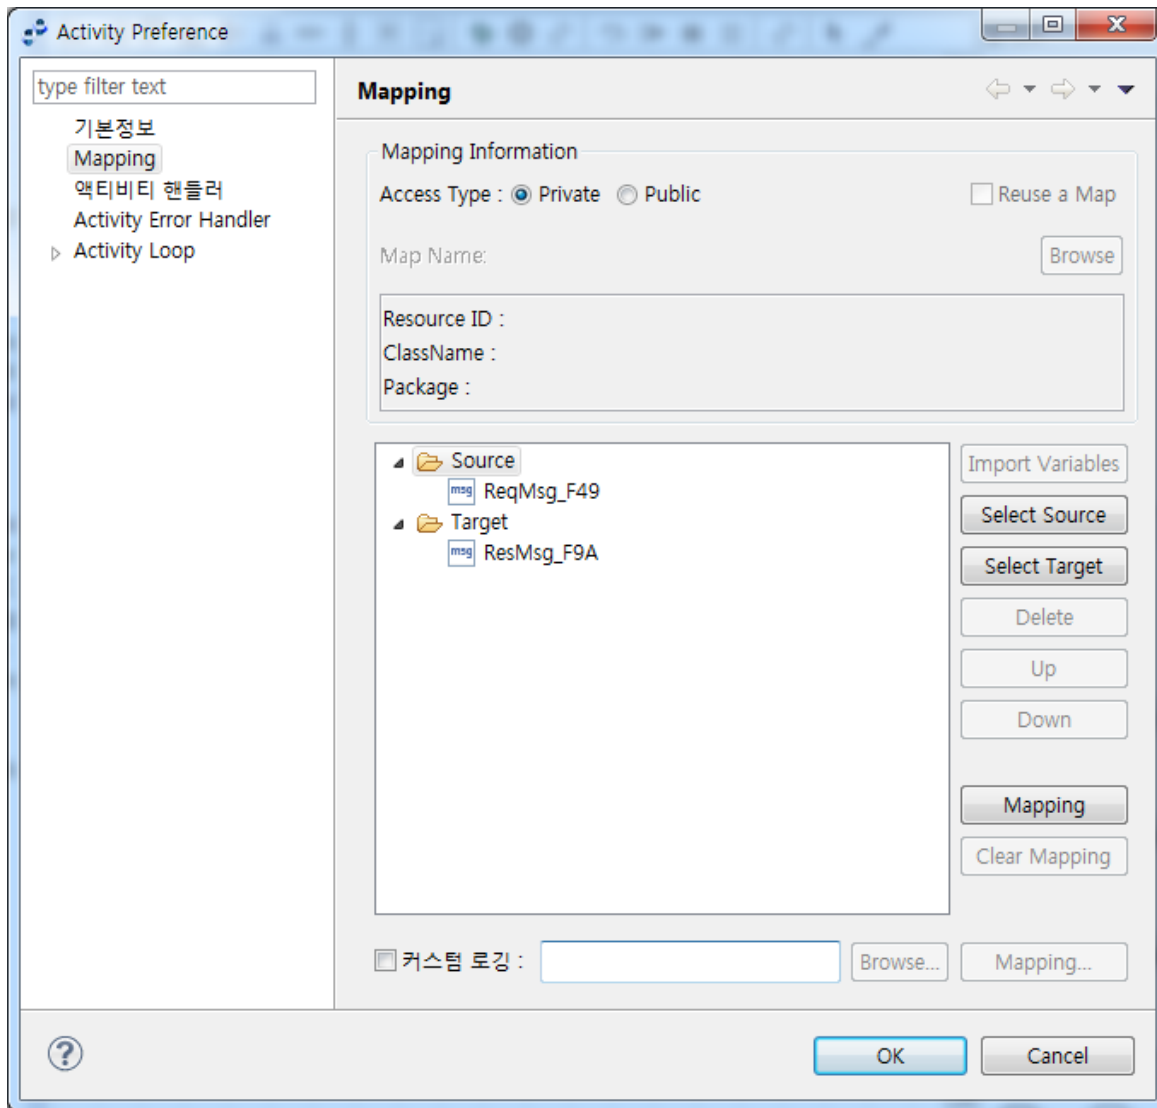 Activity Preference
type filter text
기본정보
Mapping
액티비티 핸들러
Activity Error Handler
Activity Loop
Mapping
Mapping Information
Access Type : Private Public Reuse a Map
Map Name: Browse
Resource ID :
ClassName :
Package :
Source
msg ReqMsg_F49
Target
msg ResMsg_F9A
Import Variables
Select Source
Select Target
Delete
Up
Down
Mapping
Clear Mapping
커스텀 로깅 : Browse... Mapping...
? OK Cancel